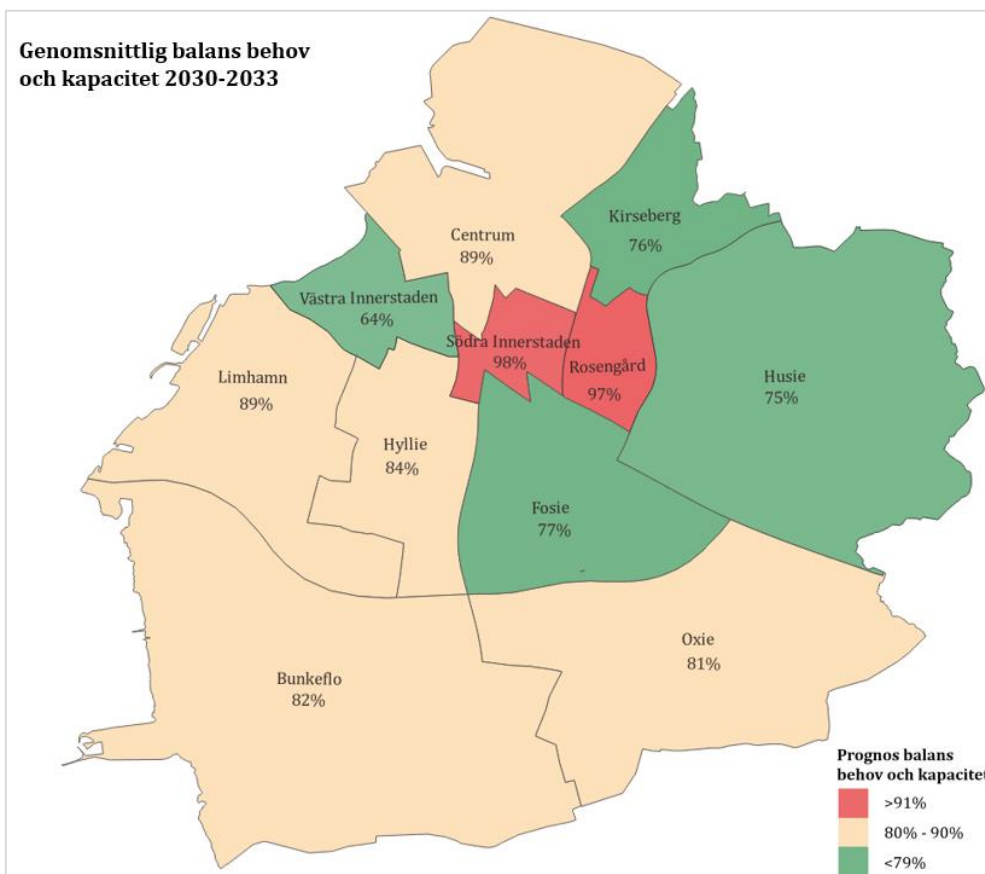 Genomsnittlig balans behov
och kapacitet 2030-2033
Kirseberg
76%
Centrum
89%
Västra Innerstaden
64%
Södra Innerstaden
98%
Rosengård
97%
Limhamn
89%
Husie
75%
Hyllie
84%
Fosie
77%
Oxie
81%
Bunkeflo
82%
Prognos balans
behov och kapacitet
>91%
80% - 90%
<79%